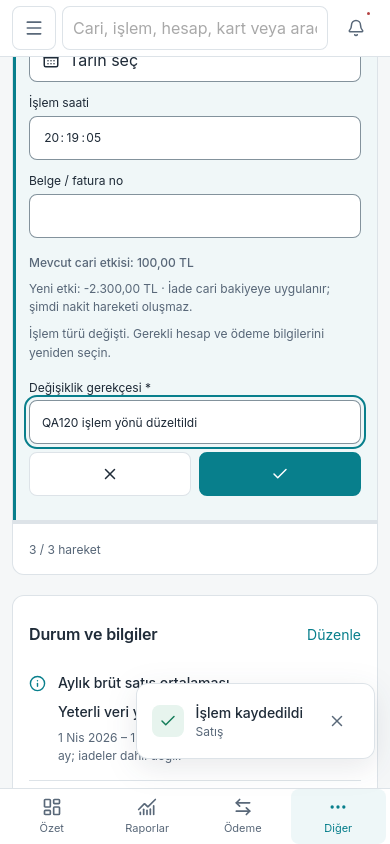 Cari, işlem, hesap, kart veya ara
Tarih seç
İşlem saati
20:19:05
Belge / fatura no
Mevcut cari etkisi: 100,00 TL
Yeni etki: -2.300,00 TL · İade cari bakiyeye uygulanır;
şimdi nakit hareketi oluşmaz.
İşlem türü değişti. Gerekli hesap ve ödeme bilgilerini
yeniden seçin.
Değişiklik gerekçesi *
QA120 işlem yönü düzeltildi
3 / 3 hareket
Durum ve bilgiler
Düzenle
Aylık brüt satış ortalaması
Yeterli veri y
1 Nis 2026 – 1
ay; iadeler dahil değil
İşlem kaydedildi
Satış
Özet
Raporlar
Ödeme
Diğer